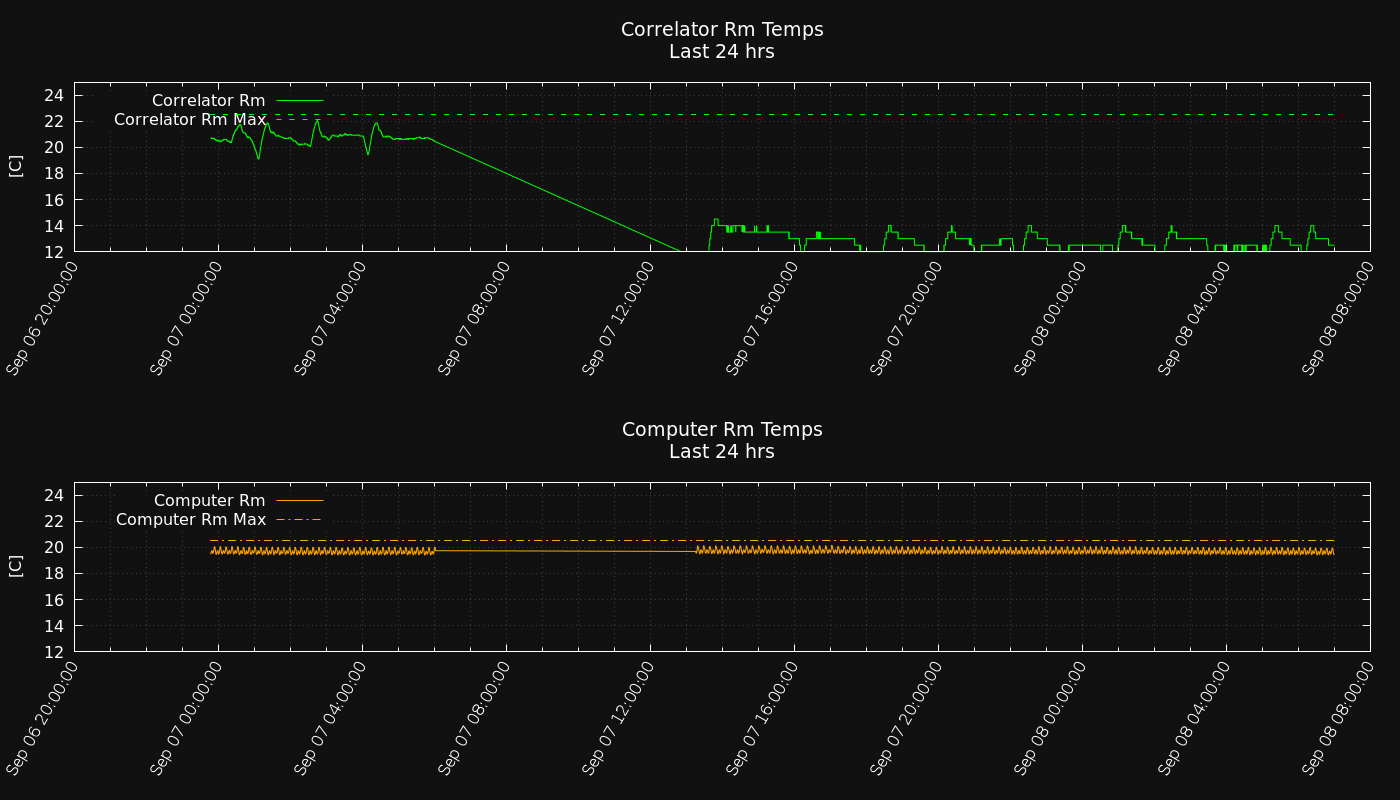 Correlator Rm Temps
Last 24 hrs
Correlator Rm
Correlator Rm Max
[C]
24
22
20
18
16
14
12
Sep 06 20:00:00
Sep 07 00:00:00
Sep 07 04:00:00
Sep 07 08:00:00
Sep 07 12:00:00
Sep 07 16:00:00
Sep 07 20:00:00
Sep 08 00:00:00
Sep 08 04:00:00
Sep 08 08:00:00
Computer Rm Temps
Last 24 hrs
Computer Rm
Computer Rm Max
[C]
24
22
20
18
16
14
12
Sep 06 20:00:00
Sep 07 00:00:00
Sep 07 04:00:00
Sep 07 08:00:00
Sep 07 12:00:00
Sep 07 16:00:00
Sep 07 20:00:00
Sep 08 00:00:00
Sep 08 04:00:00
Sep 08 08:00:00